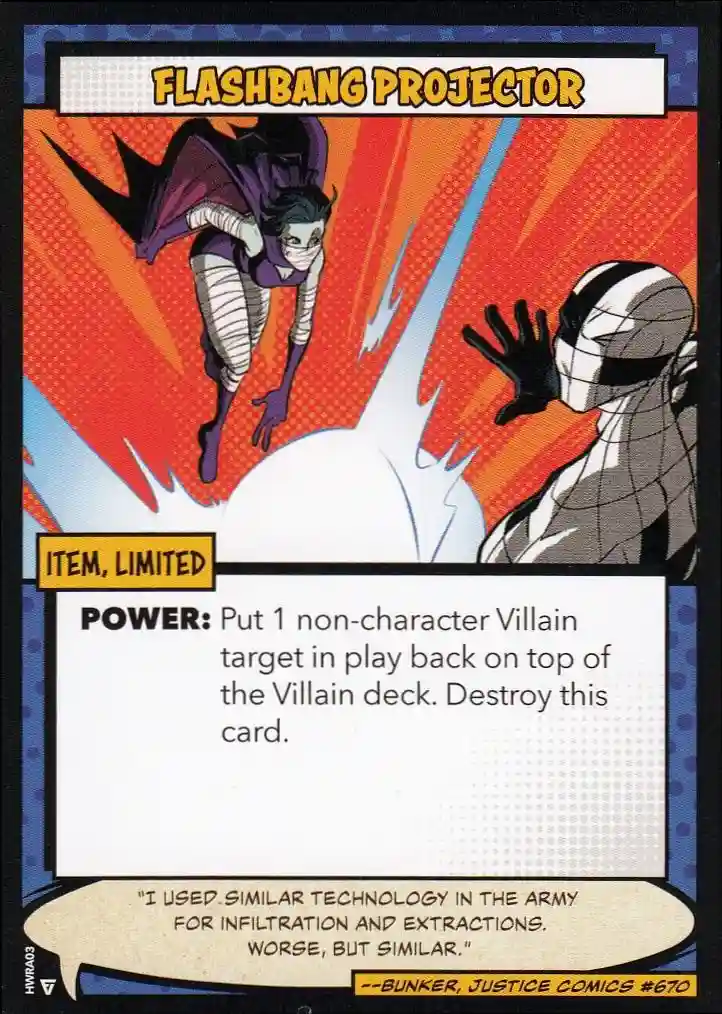 FLASHBANG PROJECTOR
ITEM, LIMITED
POWER: Put 1 non-character Villain
target in play back on top of
the Villain deck. Destroy this
card.
"I USED SIMILAR TECHNOLOGY IN THE ARMY
FOR INFILTRATION AND EXTRACTIONS.
WORSE, BUT SIMILAR."
--BUNKER, JUSTICE COMICS #670
HWRA03